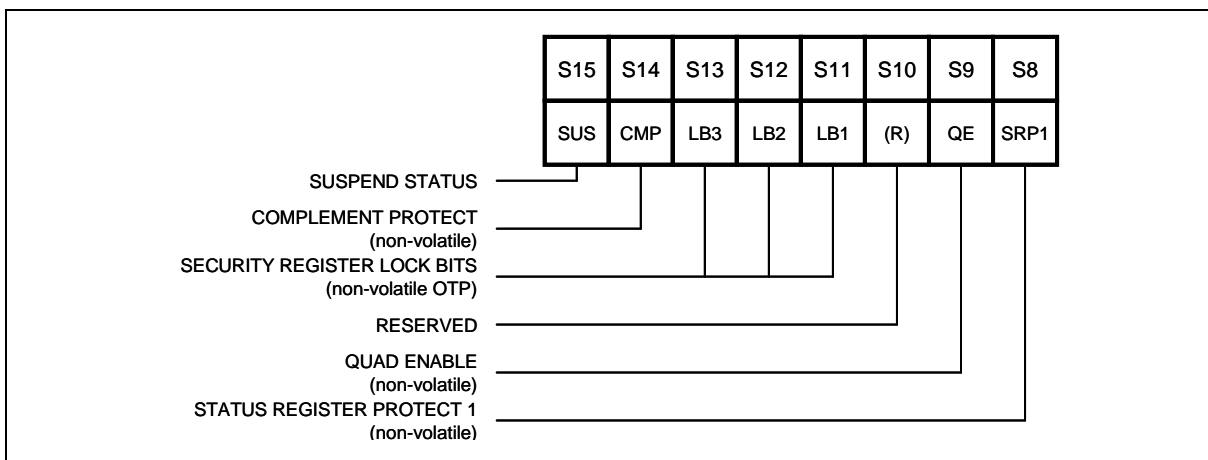 S15 S14 S13 S12 S11 S10 S9 S8
SUS CMP LB3 LB2 LB1 (R) QE SRP1
SUSPEND STATUS
COMPLEMENT PROTECT
(non-volatile)
SECURITY REGISTER LOCK BITS
(non-volatile OTP)
RESERVED
QUAD ENABLE
(non-volatile)
STATUS REGISTER PROTECT 1
(non-volatile)